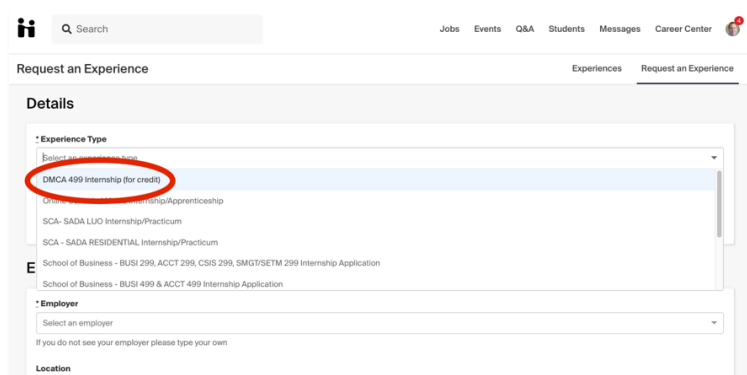 Search
Jobs Events Q&A Students Messages Career Center 4
Request an Experience
Experiences Request an Experience
Details
* Experience Type
Select an experience type
DMCA 499 Internship (for credit)
Internship/Apprenticeship
SCA- SADA LUO Internship/Practicum
SCA - SADA RESIDENTIAL Internship/Practicum
School of Business - BUSI 299, ACCT 299, CSIS 299, SMGT/SETM 299 Internship Application
School of Business - BUSI 499 & ACCT 499 Internship Application
E
* Employer
Select an employer
If you do not see your employer please type your own
Location